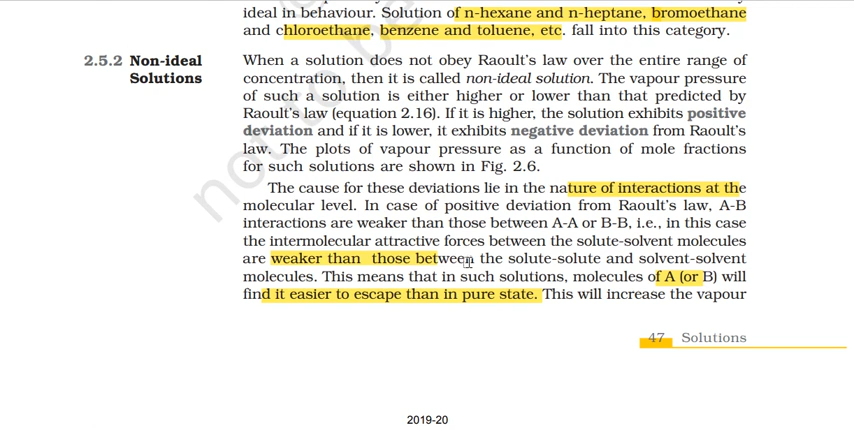 ideal in behaviour. Solution of n-hexane and n-heptane, bromoethane
and chloroethane, benzene and toluene, etc. fall into this category.
2.5.2 Non-ideal
Solutions
When a solution does not obey Raoult's law over the entire range of
concentration, then it is called non-ideal solution. The vapour pressure
of such a solution is either higher or lower than that predicted by
Raoult's law (equation 2.16). If it is higher, the solution exhibits positive
deviation and if it is lower, it exhibits negative deviation from Raoult's
law. The plots of vapour pressure as a function of mole fractions
for such solutions are shown in Fig. 2.6.
The cause for these deviations lie in the nature of interactions at the
molecular level. In case of positive deviation from Raoult's law, A-B
interactions are weaker than those between A-A or B-B, i.e., in this case
the intermolecular attractive forces between the solute-solvent molecules
are weaker than those between the solute-solute and solvent-solvent
molecules. This means that in such solutions, molecules of A (or B) will
find it easier to escape than in pure state. This will increase the vapour
47 Solutions
2019-20
not to be